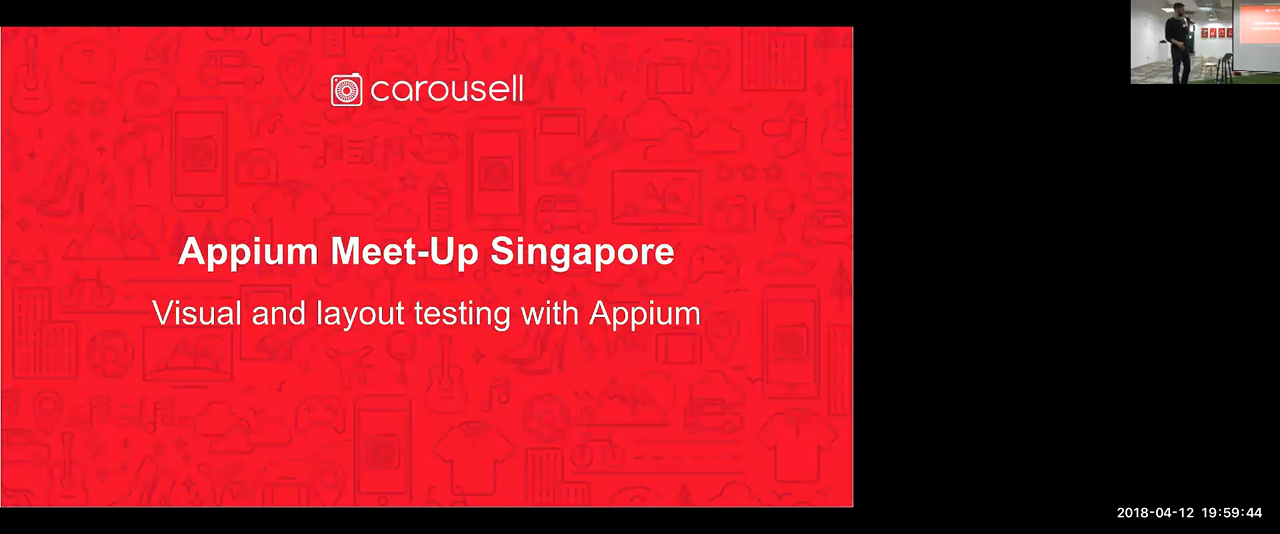 carousell
Appium Meet-Up Singapore
Visual and layout testing with Appium
2018-04-12 19:59:44